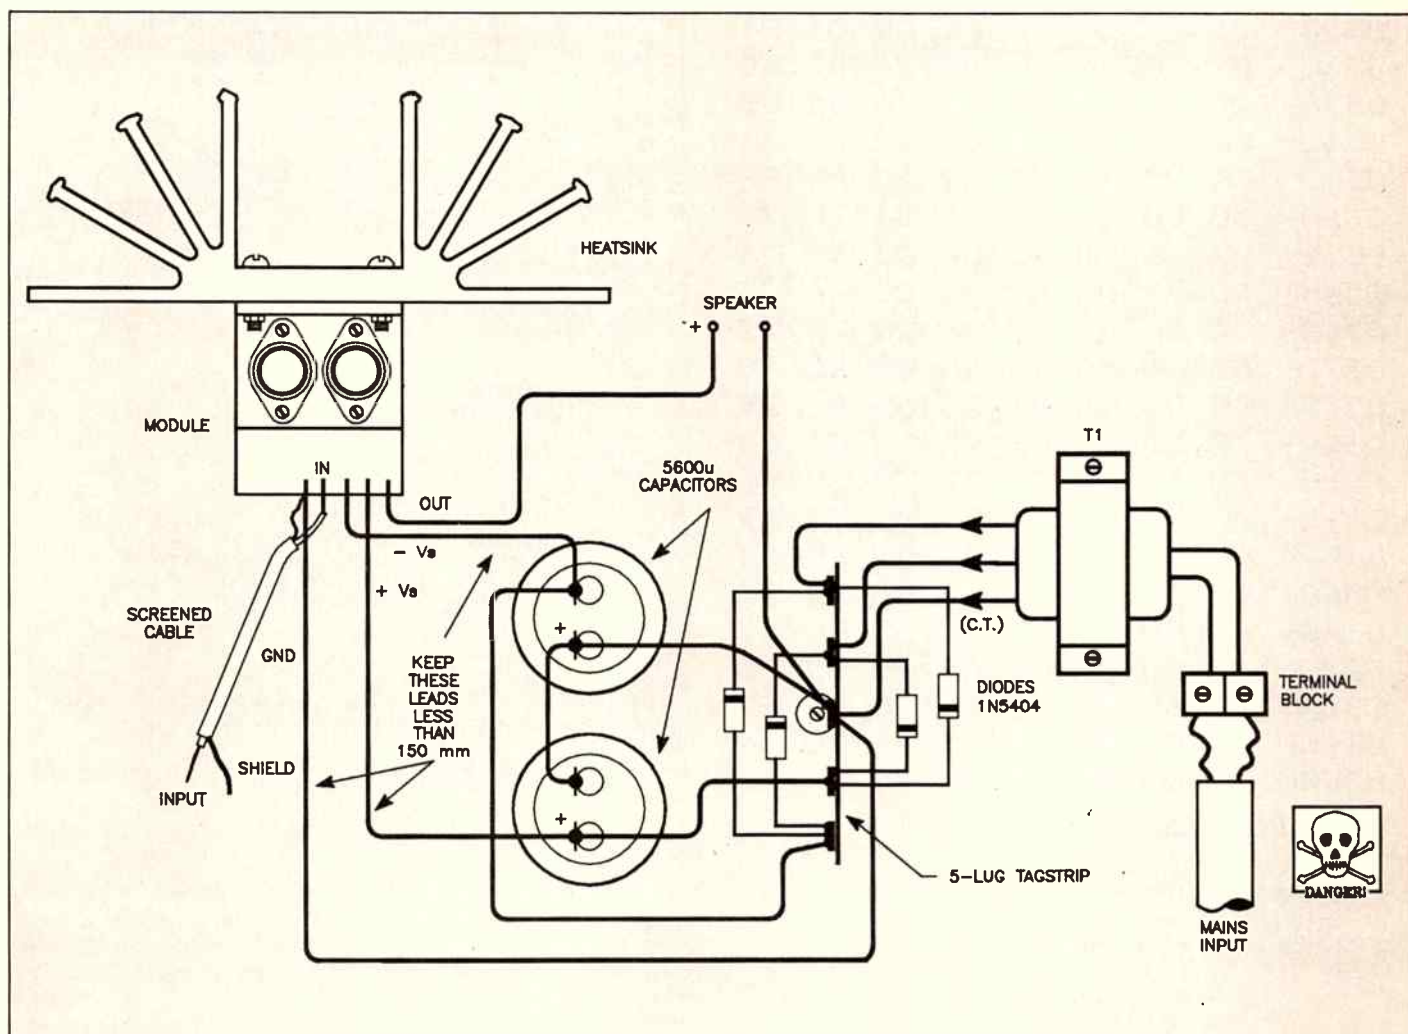 HEATSINK
SPEAKER
+
MODULE
IN
OUT
T1
5600u
CAPACITORS
- Vs
+ Vs
SCREENED
CABLE
GND
+
(C.T.)
KEEP
THESE
LEADS
LESS
THAN
150 mm
DIODES
1N5404
TERMINAL
BLOCK
SHIELD
INPUT
+
5-LUG TAGSTRIP
MAINS
INPUT
DANGER!